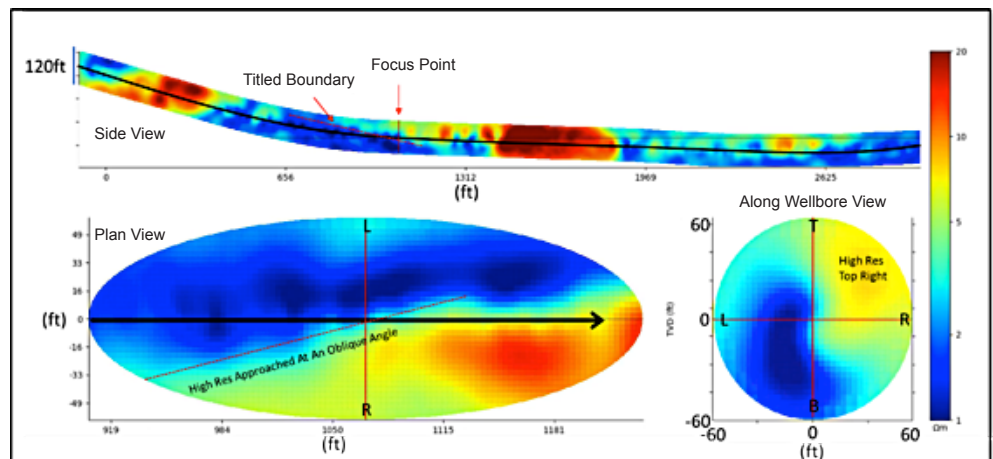 120ft
Side View
Titled Boundary
Focus Point
0
656
1312
1969
2625
(ft)
Plan View
L
49
33
16
0
-16
-33
-49
(ft)
High Res Approached At An Oblique Angle
R
919
984
1050
1115
1181
(ft)
Along Wellbore View
60
T
High Res
Top Right
TVD (ft)
0
L
R
B
-60
-60
0
60
(ft)
20
10
5
2
1
Ωm